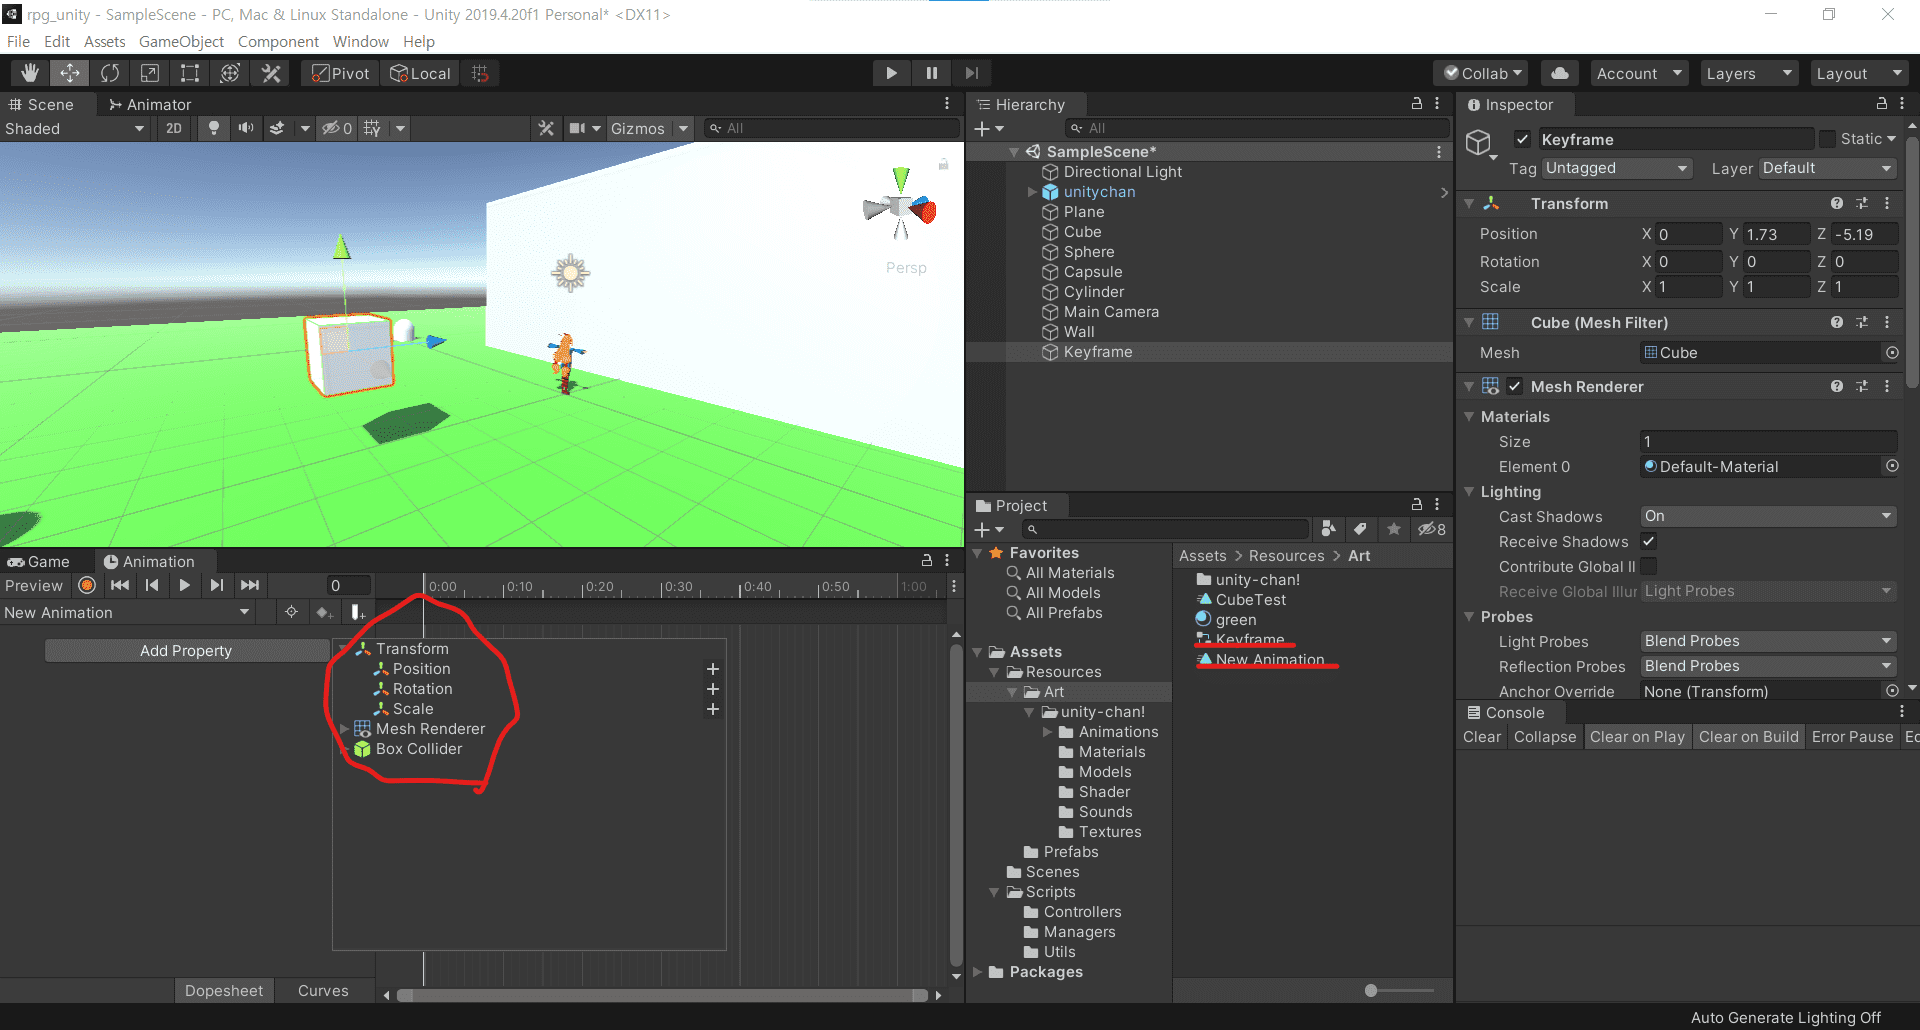 rpg_unity - SampleScene - PC, Mac & Linux Standalone - Unity 2019.4.20f1 Personal* <DX11>
File Edit Assets GameObject Component Window Help
Pivot Local Collab Account Layers Layout
Scene Animator
Shaded 2D 0 Gizmos All
Persp
Game Animation
Preview 0 0:00 0:10 0:20 0:30 0:40 0:50 1:00
New Animation
Add Property
Transform
Position
Rotation
Scale
Mesh Renderer
Box Collider
Dopesheet Curves
Hierarchy
All
SampleScene*
Directional Light
unitychan
Plane
Cube
Sphere
Capsule
Cylinder
Main Camera
Wall
Keyframe
Project
8
Favorites
All Materials
All Models
All Prefabs
Assets
Resources
Art
unity-chan!
Animations
Materials
Models
Shader
Sounds
Textures
Prefabs
Scenes
Scripts
Controllers
Managers
Utils
Packages
Assets > Resources > Art
unity-chan!
CubeTest
green
Keyframe
New Animation
Inspector
Keyframe Static
Tag Untagged Layer Default
Transform
Position X 0 Y 1.73 Z -5.19
Rotation X 0 Y 0 Z 0
Scale X 1 Y 1 Z 1
Cube (Mesh Filter)
Mesh Cube
Mesh Renderer
Materials
Size 1
Element 0 Default-Material
Lighting
Cast Shadows On
Receive Shadows
Contribute Global Il
Receive Global Illur Light Probes
Probes
Light Probes Blend Probes
Reflection Probes Blend Probes
Anchor Override None (Transform)
Console
Clear Collapse Clear on Play Clear on Build Error Pause Ec
Auto Generate Lighting Off